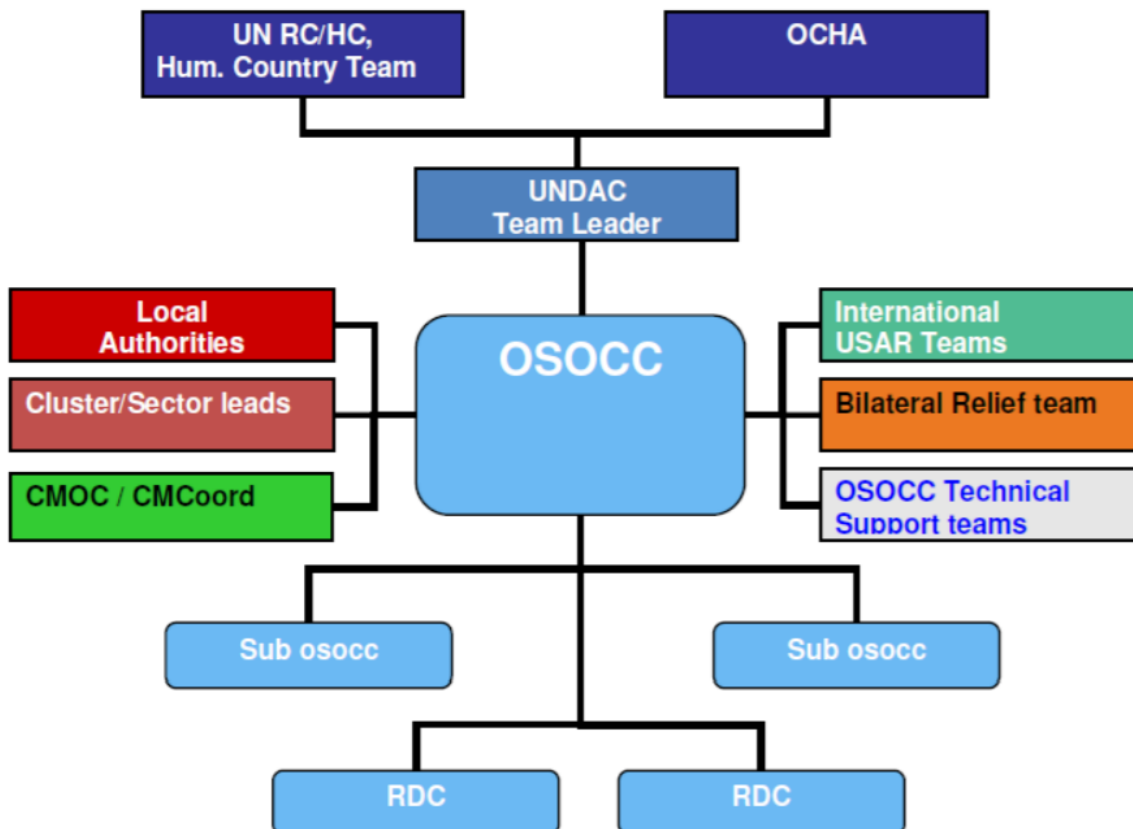 UN RC/HC,
Hum. Country Team
OCHA
UNDAC
Team Leader
Local
Authorities
International
USAR Teams
OSOCC
Cluster/Sector leads
Bilateral Relief team
CMOC / CMCoord
OSOCC Technical
Support teams
Sub osocc
Sub osocc
RDC
RDC